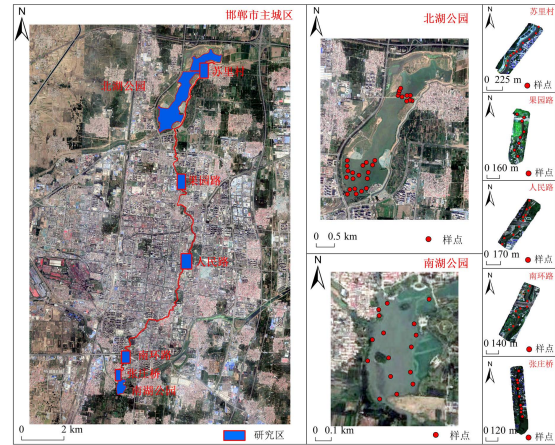 邯郸市主城区
北湖公园
苏里村
果园路
人民路
南环路
张庄桥
南湖公园
0 2 km
研究区
北湖公园
0 0.5 km
样点
南湖公园
0 0.1 km
样点
苏里村
0 225 m
样点
果园路
0 160 m
样点
人民路
0 170 m
样点
南环路
0 140 m
样点
张庄桥
0 120 m
样点